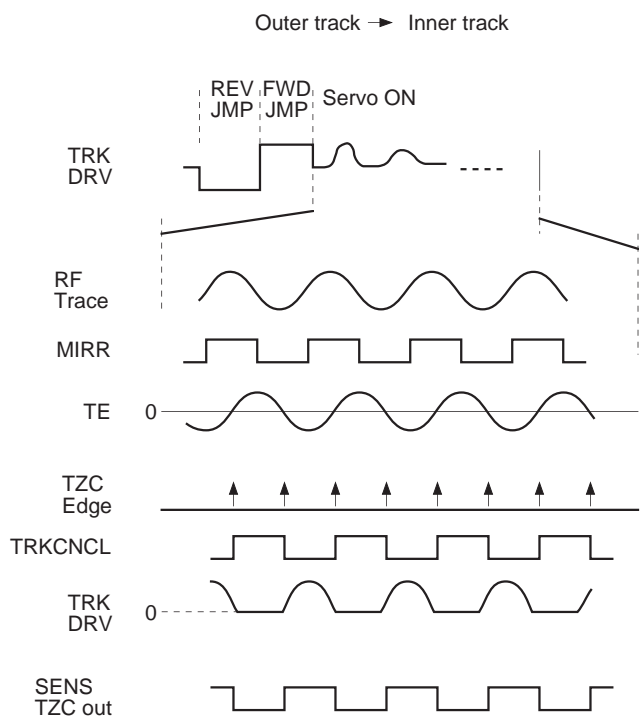 Outer track → Inner track
REV FWD
JMP JMP
Servo ON
TRK
DRV
RF
Trace
MIRR
TE
0
TZC
Edge
TRKCNCL
TRK
DRV
0
SENS
TZC out